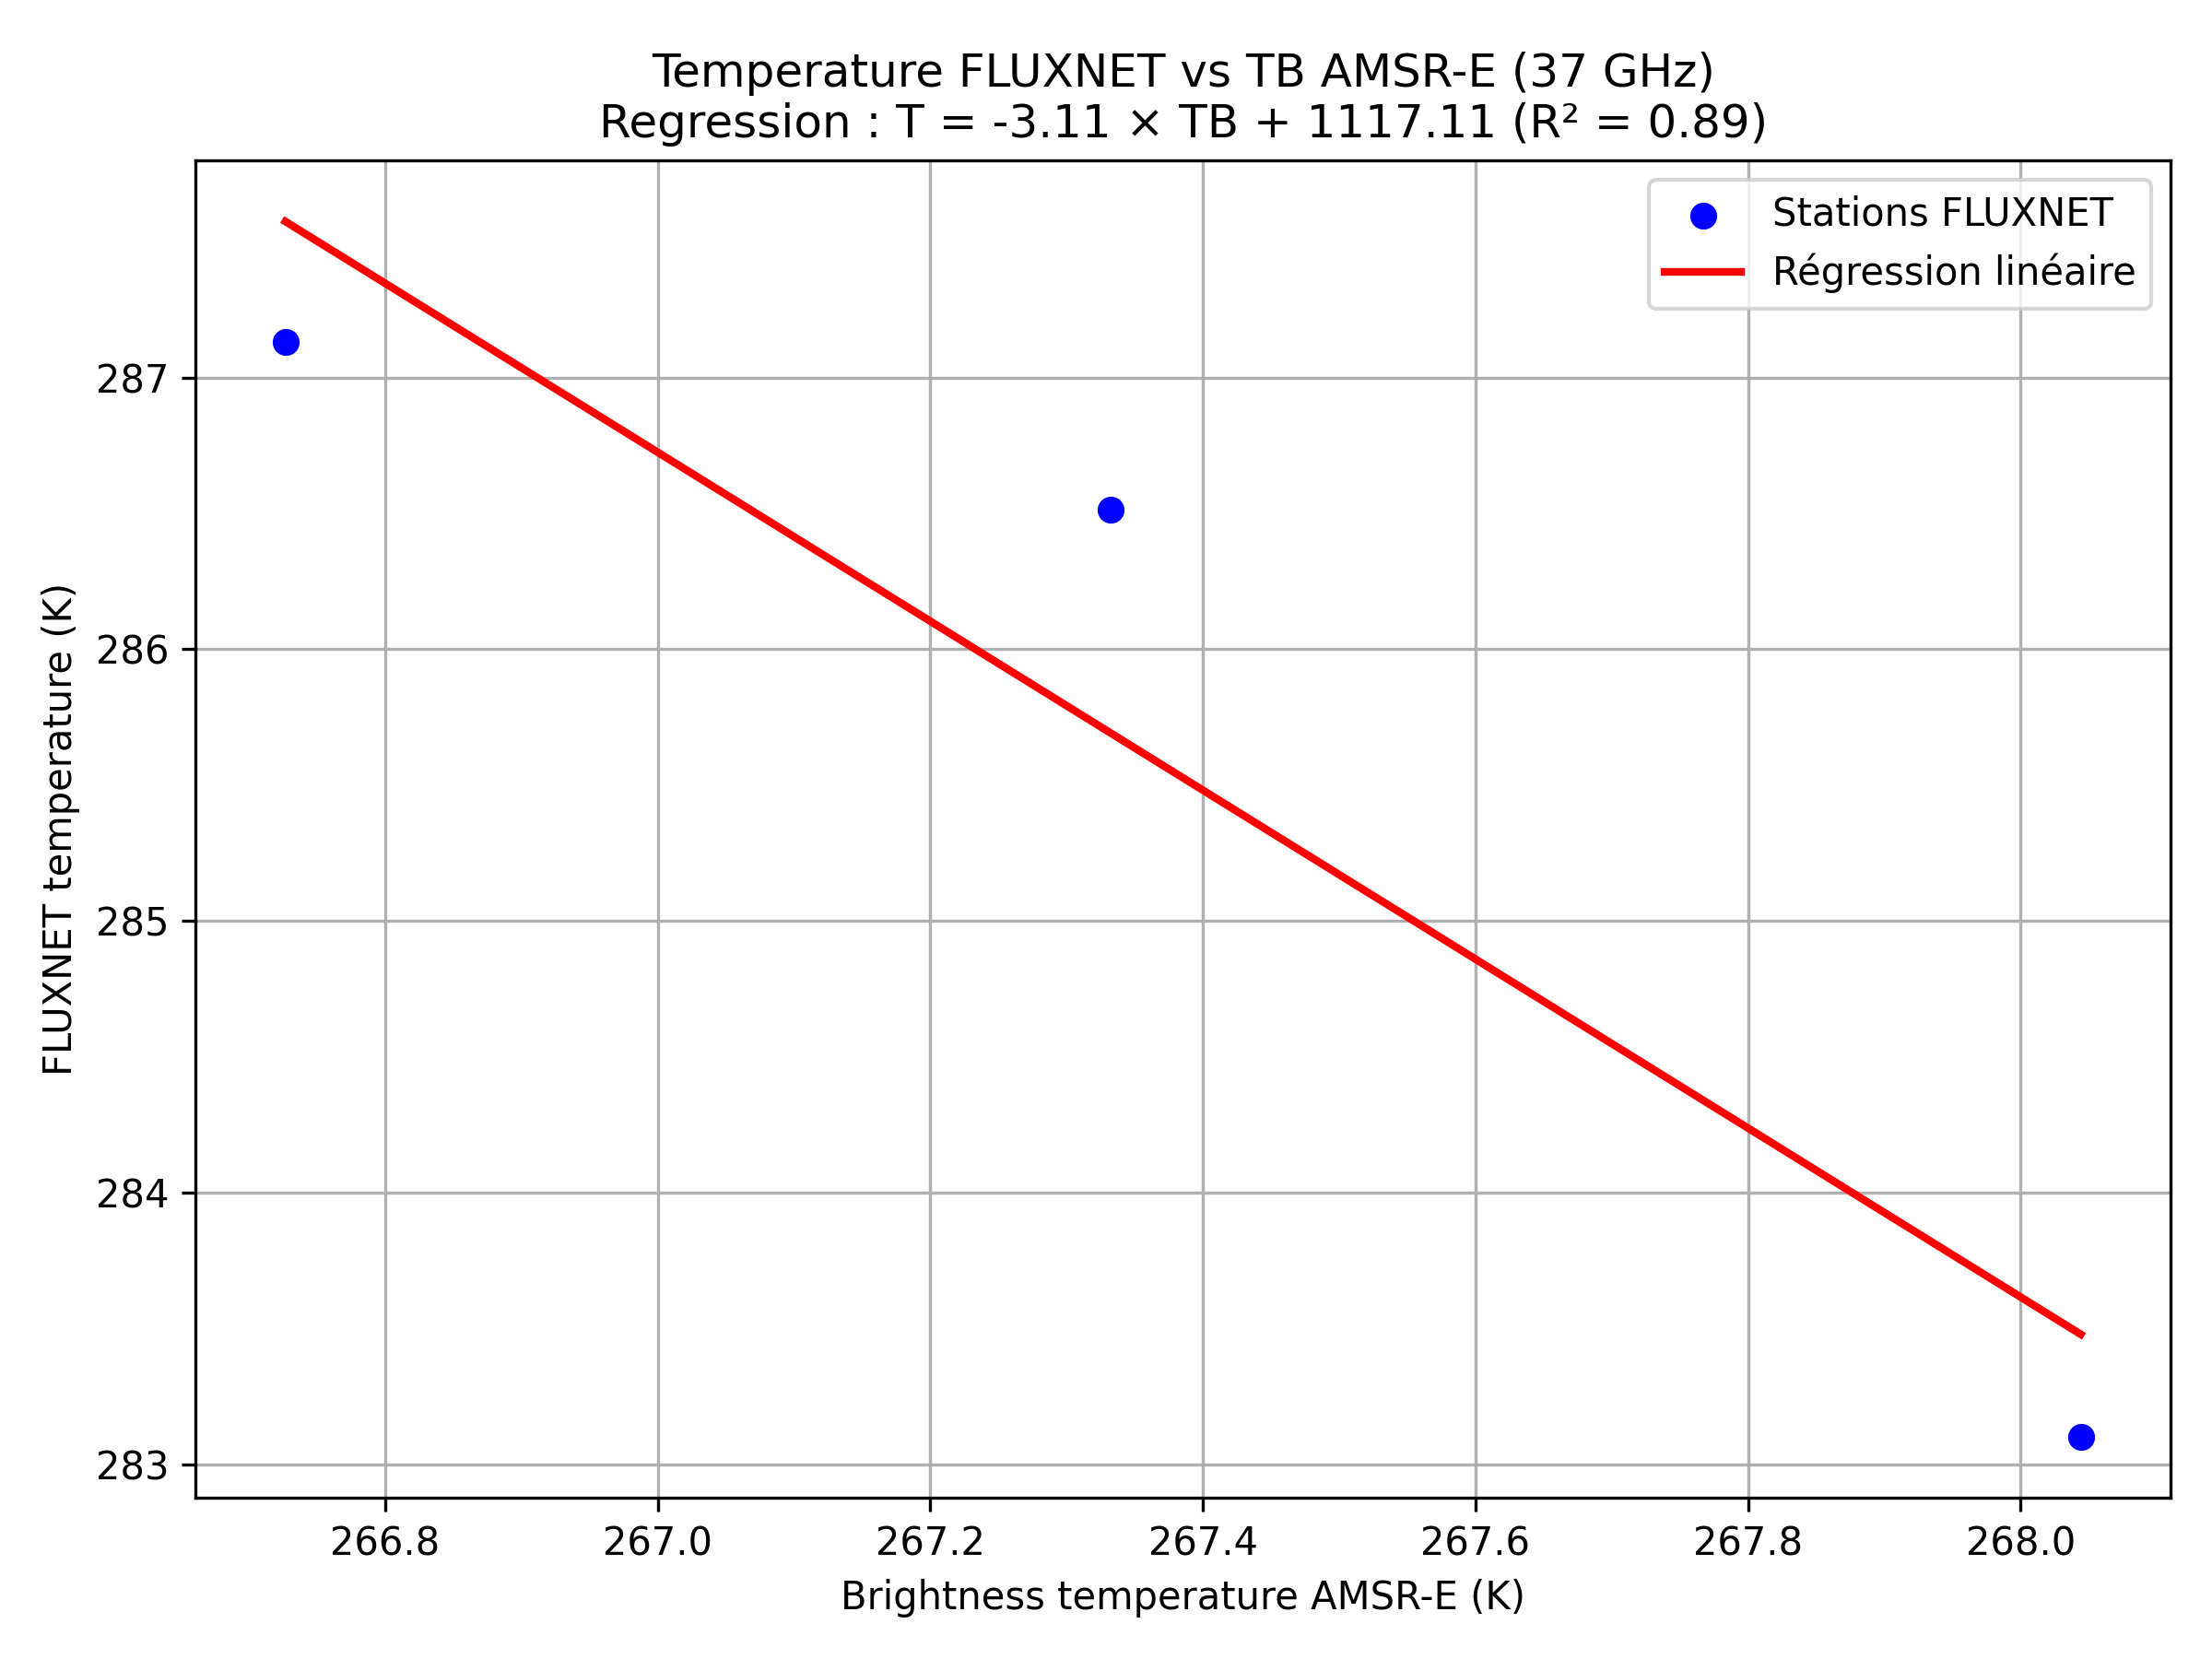 Temperature FLUXNET vs TB AMSR-E (37 GHz)
Regression : T = -3.11 × TB + 1117.11 (R² = 0.89)
Stations FLUXNET
Régression linéaire
FLUXNET temperature (K)
287
286
285
284
283
266.8 267.0 267.2 267.4 267.6 267.8 268.0
Brightness temperature AMSR-E (K)